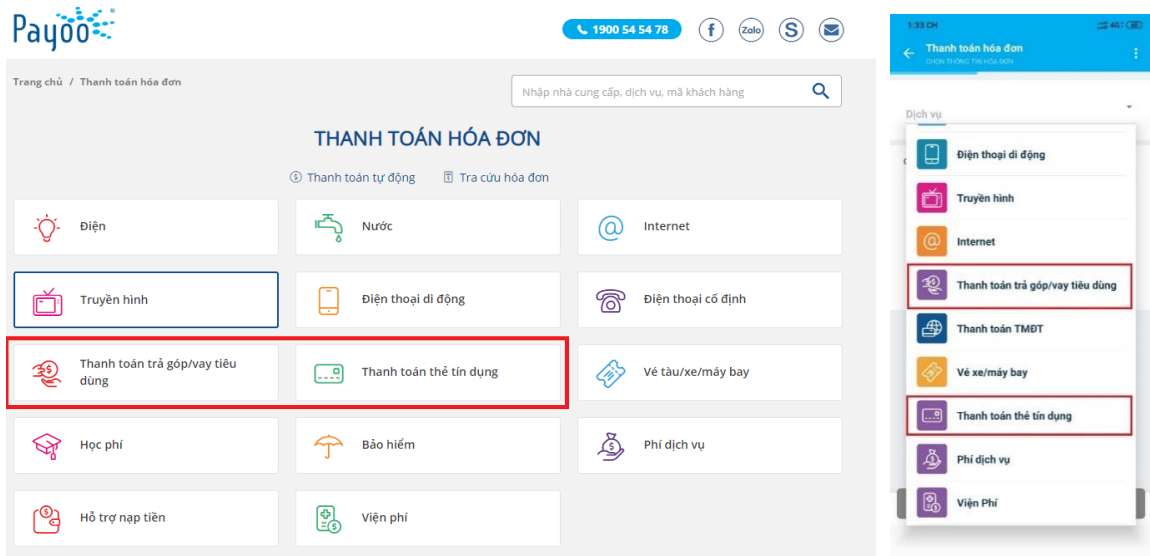 Payoo
1900 54 54 78
f
Zalo
S
Trang chủ / Thanh toán hóa đơn
Nhập nhà cung cấp, dịch vụ, mã khách hàng
THANH TOÁN HÓA ĐƠN
Thanh toán tự động
Tra cứu hóa đơn
Điện
Nước
Internet
Truyền hình
Điện thoại di động
Điện thoại cố định
Thanh toán trả góp/vay tiêu
dùng
Thanh toán thẻ tín dụng
Vé tàu/xe/máy bay
Học phí
Bảo hiểm
Phí dịch vụ
Hỗ trợ nạp tiền
Viện phí
1:33 CH
4G
Thanh toán hóa đơn
CHỌN THÔNG TIN HÓA ĐƠN
Dịch vụ
Điện thoại di động
Truyền hình
Internet
Thanh toán trả góp/vay tiêu dùng
Thanh toán TMĐT
Vé xe/máy bay
Thanh toán thẻ tín dụng
Phí dịch vụ
Viện Phí